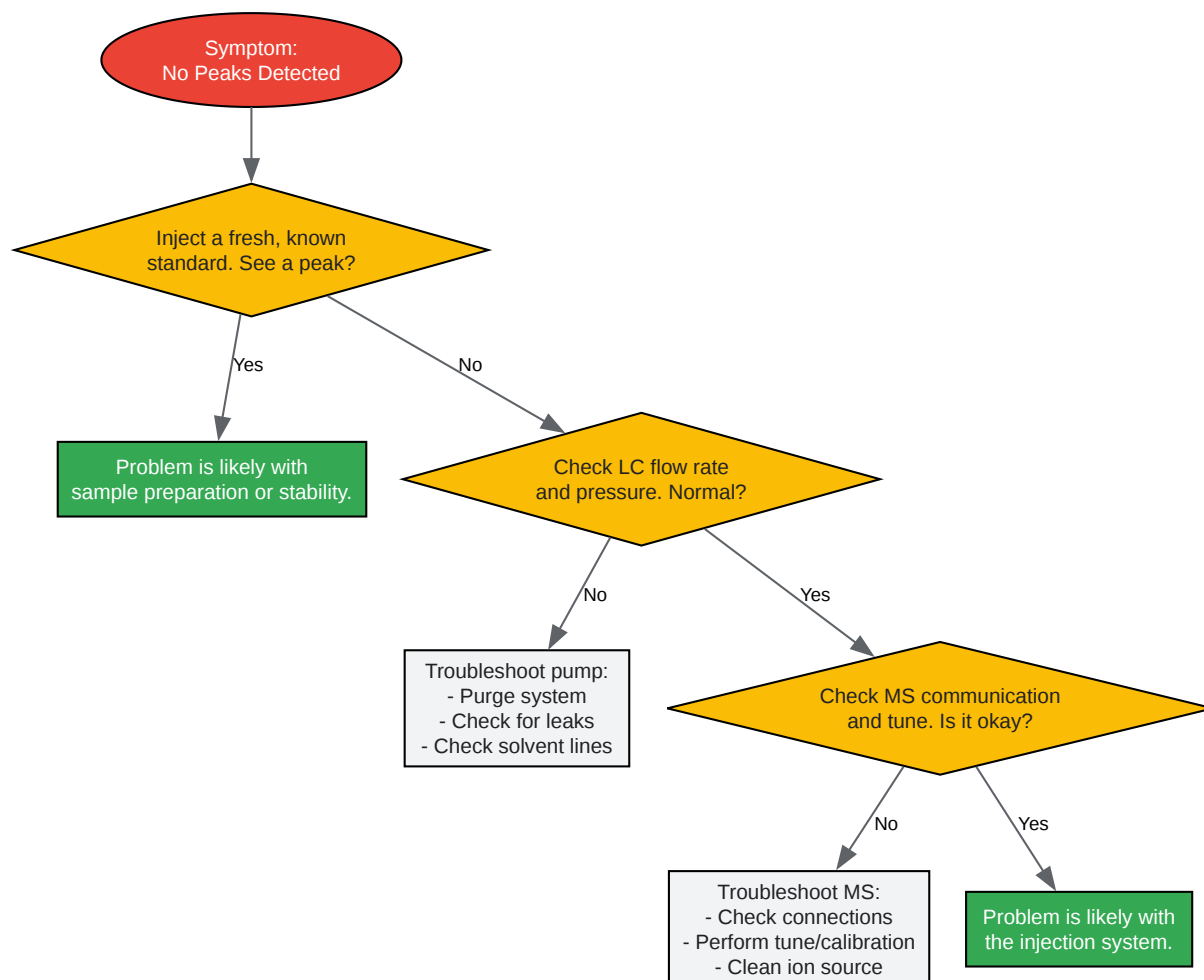 Symptom:
No Peaks Detected
Inject a fresh, known
standard. See a peak?
Yes
No
Problem is likely with
sample preparation or stability.
Check LC flow rate
and pressure. Normal?
No
Yes
Troubleshoot pump:
- Purge system
- Check for leaks
- Check solvent lines
Check MS communication
and tune. Is it okay?
No
Yes
Troubleshoot MS:
- Check connections
- Perform tune/calibration
- Clean ion source
Problem is likely with
the injection system.